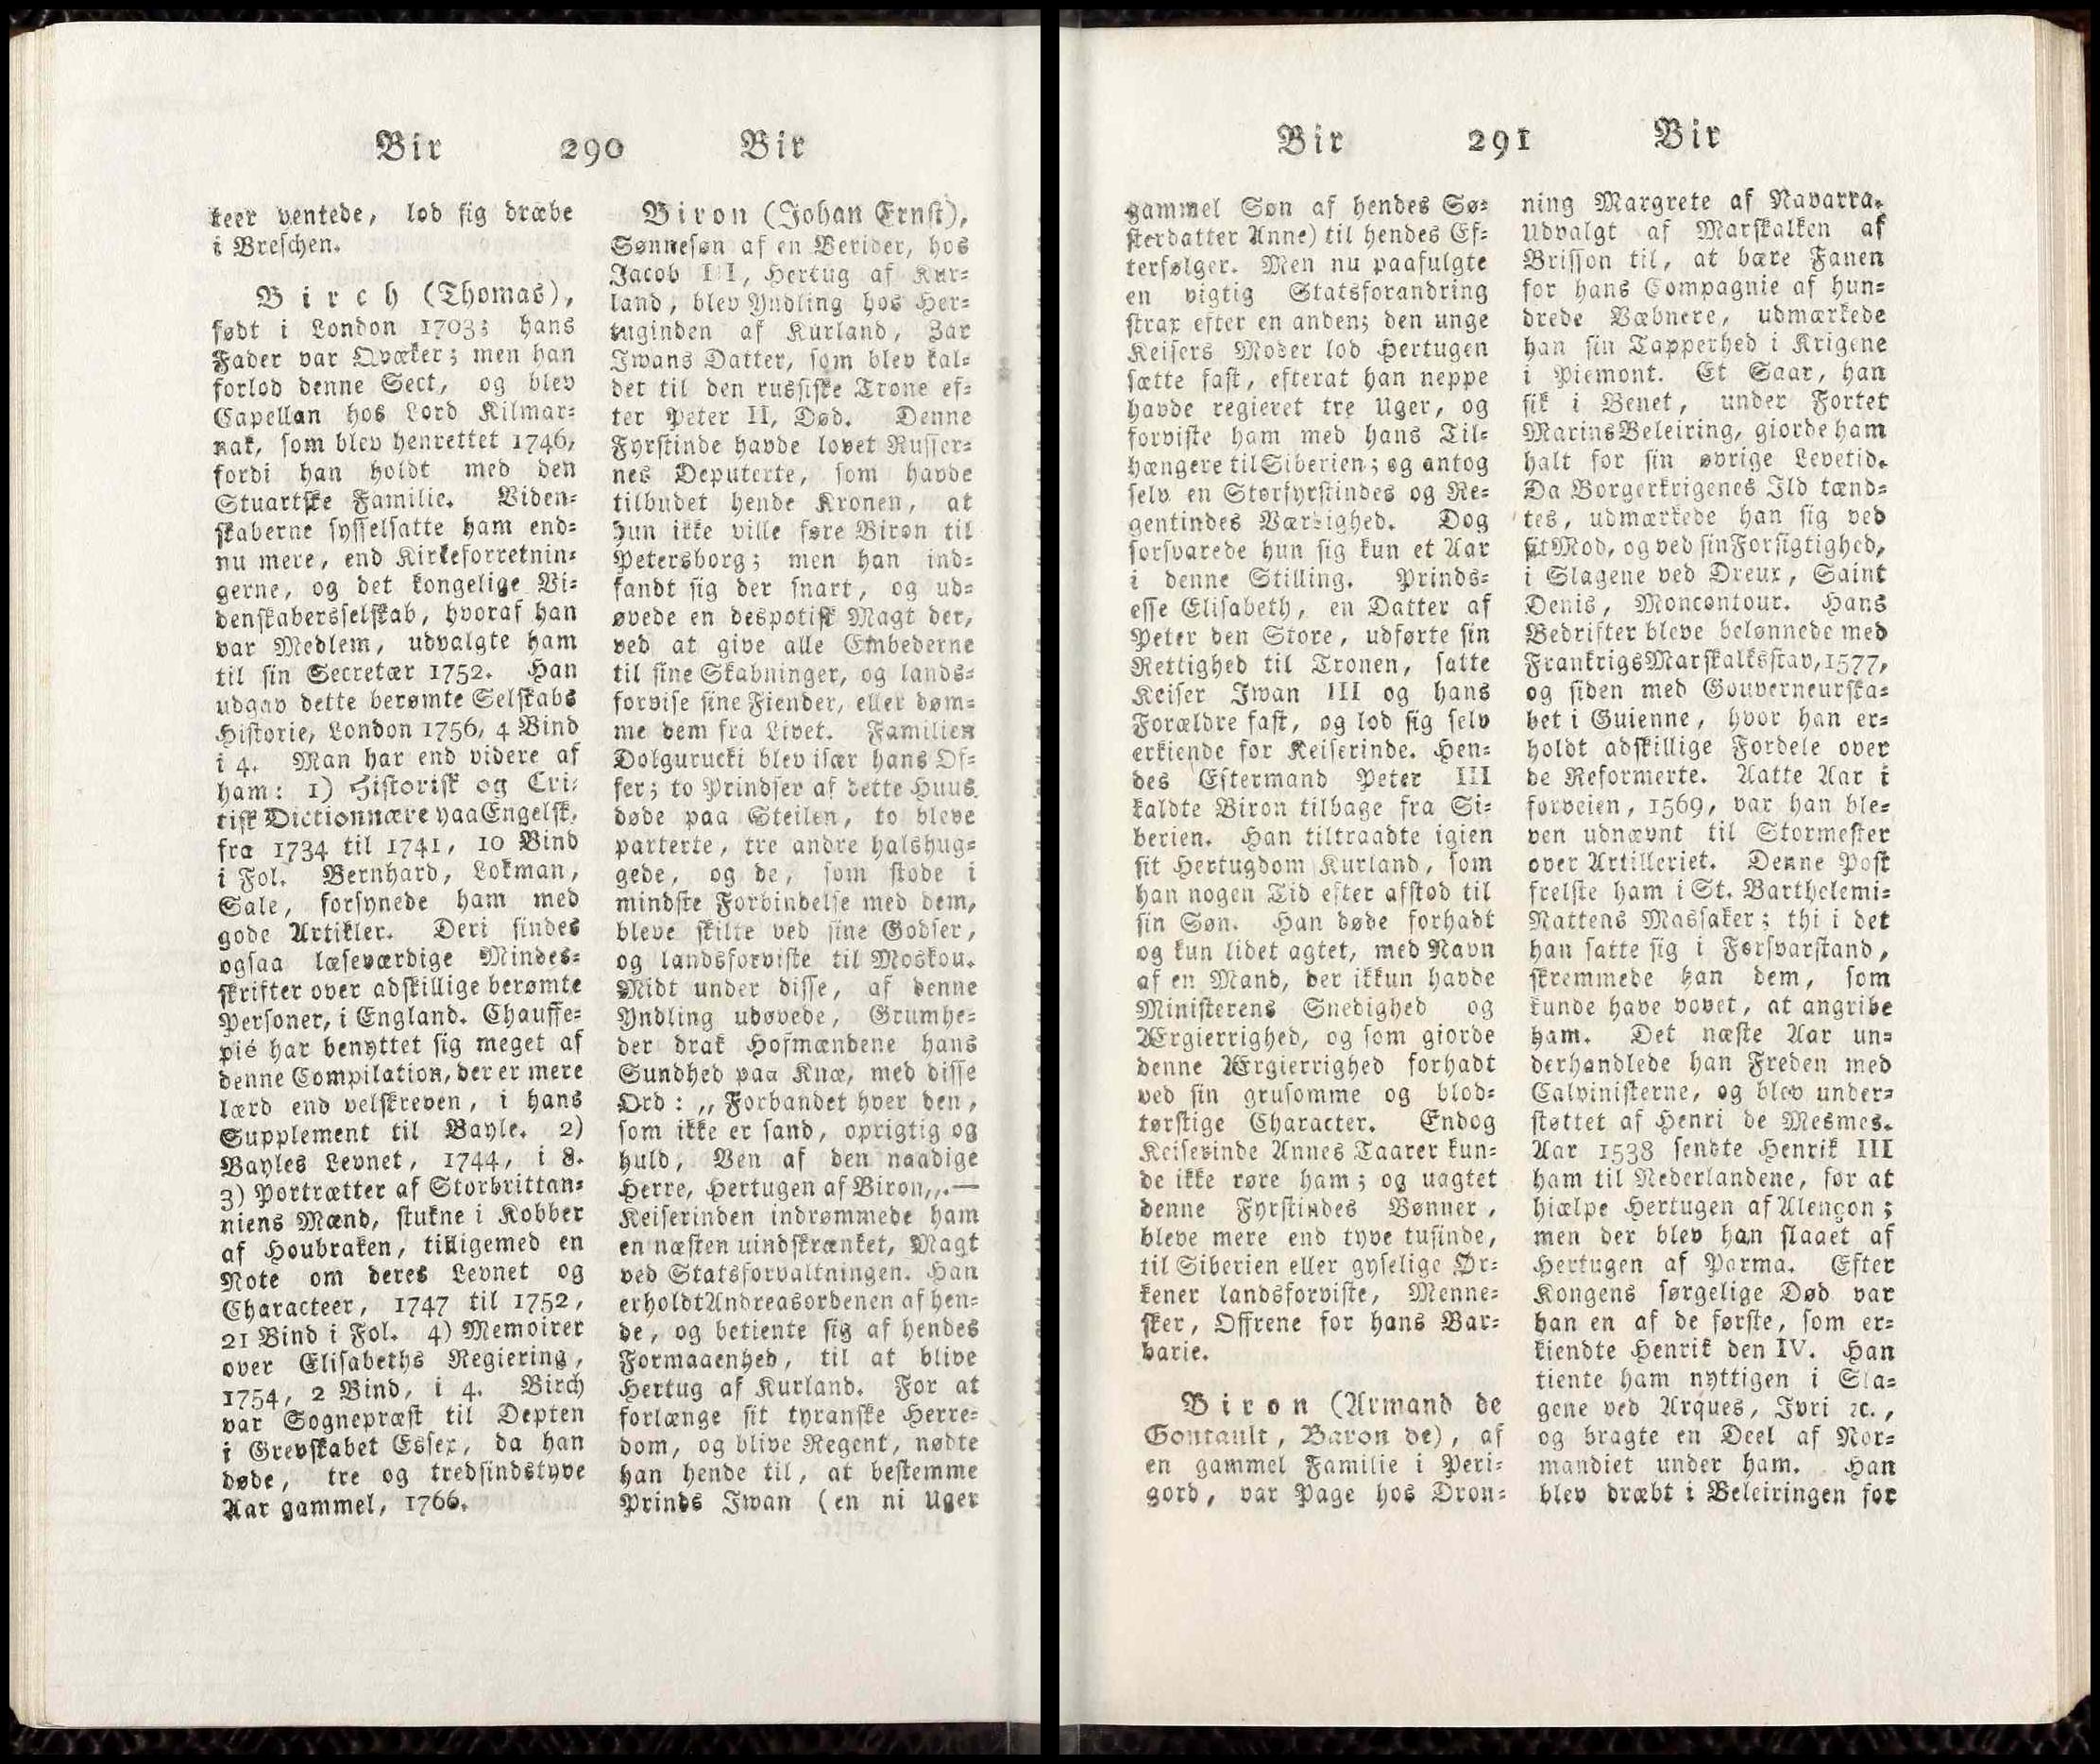 Bir 290 Bir
keer ventede, lod sig dræbe
i Breschen.
Birch (Thomas),
født i London 1703; hans
Fader var Qvæker; men han
forlod denne Sect, og blev
Capellan hos Lord Kilmar-
nak, som blev henrettet 1746,
fordi han holdt med den
Stuartske Familie. Viden-
skaberne sysselsatte ham end-
nu mere, end Kirkeforretnin-
gerne, og det kongelige Vi-
denskabersselskab, hvoraf han
var Medlem, udvalgte ham
til sin Secretær 1752. Han
udgav dette berømte Selskabs
Historie, London 1756, 4 Bind
i 4. Man har end videre af
ham: 1) Historisk og Cri-
tisk Dictionnære paa Engelsk,
fra 1734 til 1741, 10 Bind
i Fol. Bernhard, Lokman,
Sale, forsynede ham med
gode Artikler. Deri findes
ogsaa læseværdige Mindes-
skrifter over adskillige berømte
Personer, i England. Chauffe-
pié har benyttet sig meget af
denne Compilation, der er mere
lærd end velskreven, i hans
Supplement til Bayle. 2)
Bayles Levnet, 1744, i 8.
3) Portrætter af Storbrittan-
niens Mænd, stukne i Kobber
af Houbraken, tilligemed en
Note om deres Levnet og
Characteer, 1747 til 1752,
21 Bind i Fol. 4) Memoirer
over Elisabeths Regiering,
1754, 2 Bind, i 4. Birch
var Sognepræst til Depten
i Grevskabet Essex, da han
døde, tre og tredsindstyve
Aar gammel, 1766.
Biron (Johan Ernst),
Sønnesøn af en Berider, hos
Jacob III, Hertug af Kur-
land, blev Yndling hos Her-
tuginden af Kurland, Zar
Iwans Datter, som blev kal-
det til den russiske Trone ef-
ter Peter II, Død. Denne
Fyrstinde havde lovet Russer-
nes Deputerte, som havde
tilbudet hende Kronen, at
hun ikke ville føre Biron til
Petersborg; men han ind-
fandt sig der snart, og ud-
øvede en despotisk Magt der,
ved at give alle Embederne
til sine Skabninger, og lands-
forvise sine Fiender, eller døm-
me dem fra Livet. Familien
Dolgurucki blev især hans Of-
fer; to Prindser af dette Huus
døde paa Steilen, to bleve
parterte, tre andre halshug-
gede, og de, som stode i
mindste Forbindelse med dem,
bleve skilte ved sine Godser,
og landsforviste til Moskou.
Midt under disse, af denne
Yndling udøvede, Grumhe-
der drak Hofmændene hans
Sundhed paa Knæ, med disse
Ord: „Forbandet hver den,
som ikke er sand, oprigtig og
huld, Ven af den naadige
Herre, Hertugen af Biron„.—
Keiserinden indrømmede ham
en næsten uindskrænket, Magt
ved Statsforvaltningen. Han
erholdt Andreasordenen af hen-
de, og betiente sig af hendes
Formaaenhed, til at blive
Hertug af Kurland. For at
forlænge sit tyranske Herre-
dom, og blive Regent, nødte
han hende til, at bestemme
Prinds Iwan (en ni Uger
Bir 291 Bir
gammel Søn af hendes Sø-
sterdatter Anne) til hendes Ef-
terfølger. Men nu paafulgte
en vigtig Statsforandring
strax efter en anden; den unge
Keisers Moder lod Hertugen
sætte fast, efterat han neppe
havde regieret tre Uger, og
forviste ham med hans Til-
hængere til Siberien; og antog
selv en Storfyrstindes og Re-
gentindes Værdighed. Dog
forsvarede hun sig kun et Aar
i denne Stilling. Prinds-
esse Elisabeth, en Datter af
Peter den Store, udførte sin
Rettighed til Tronen, satte
Keiser Iwan III og hans
Forældre fast, og lod sig selv
erkiende for Keiserinde. Hen-
des Eftermand Peter III
kaldte Biron tilbage fra Si-
berien. Han tiltraadte igien
sit Hertugdom Kurland, som
han nogen Tid efter afstod til
sin Søn. Han døde forhadt
og kun lidet agtet, med Navn
af en Mand, der ikkun havde
Ministerens Snedighed og
Ærgierrighed, og som giorde
denne Ærgierrighed forhadt
ved sin grusomme og blod-
tørstige Character. Endog
Keiserinde Annes Taarer kun-
de ikke røre ham; og uagtet
denne Fyrstindes Bønner,
bleve mere end tyve tusinde,
til Siberien eller gyselige Ør-
kener landsforviste, Menne-
sker, Offrene for hans Bar-
barie.
Biron (Armand de
Gontault, Baron de), af
en gammel Familie i Peri-
gord, var Page hos Dron-
ning Margrete af Navarra.
Udvalgt af Marskalken af
Brisson til, at bære Fanen
for hans Compagnie af hun-
drede Væbnere, udmærkede
han sin Tapperhed i Krigene
i Piemont. Et Saar, han
fik i Benet, under Fortet
Marins Beleiring, giorde ham
halt for sin øvrige Levetid.
Da Borgerkrigenes Ild tænd-
tes, udmærkede han sig ved
sit Mod, og ved sin Forsigtighed,
i Slagene ved Dreux, Saint
Denis, Moncontour. Hans
Bedrifter bleve belønnede med
Frankrigs Marskalksstav, 1577,
og siden med Gouverneurska-
bet i Guienne, hvor han er-
holdt adskillige Fordele over
de Reformerte. Aatte Aar i
forveien, 1569, var han ble-
ven udnævnt til Stormester
over Artilleriet. Denne Post
frelste ham i St. Barthelemi-
Nattens Massaker; thi i det
han satte sig i Forsvarstand,
skremmede han dem, som
kunde have vovet, at angribe
ham. Det næste Aar un-
derhandlede han Freden med
Calvinisterne, og blev under-
støttet af Henri de Mesmes.
Aar 1538 sendte Henrik III
ham til Nederlandene, for at
hiælpe Hertugen af Alençon;
men der blev han slaaet af
Hertugen af Parma. Efter
Kongens sørgelige Død var
han en af de første, som er-
kiendte Henrik den IV. Han
tiente ham nyttigen i Sla-
gene ved Arques, Ivri ꝛc.,
og bragte en Deel af Nor-
mandiet under ham. Han
blev dræbt i Beleiringen for